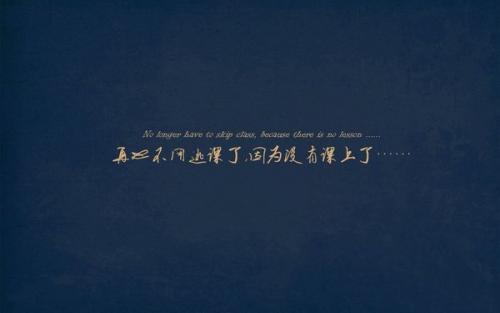 No longer have to skip class, because there is no lesson ......
再也不用逃课了,因为没有课上了······